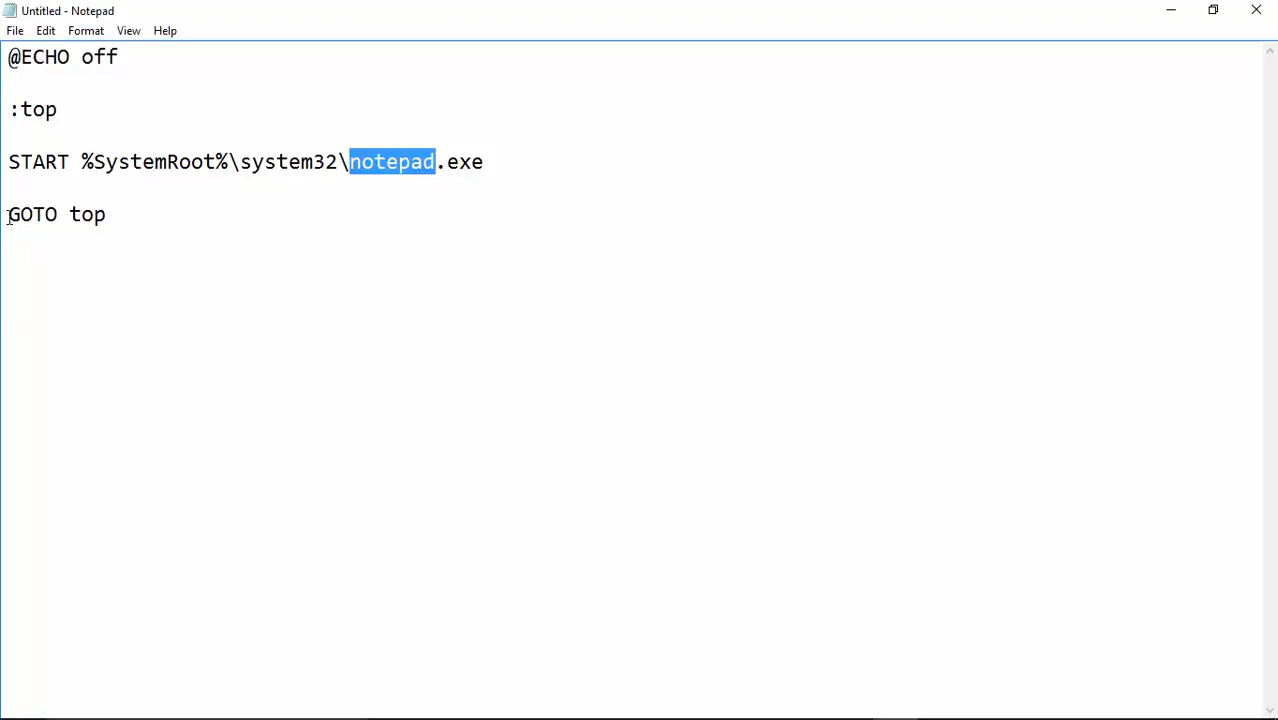 Untitled - Notepad
File Edit Format View Help
@ECHO off
:top
START %SystemRoot%\system32\notepad.exe
GOTO top